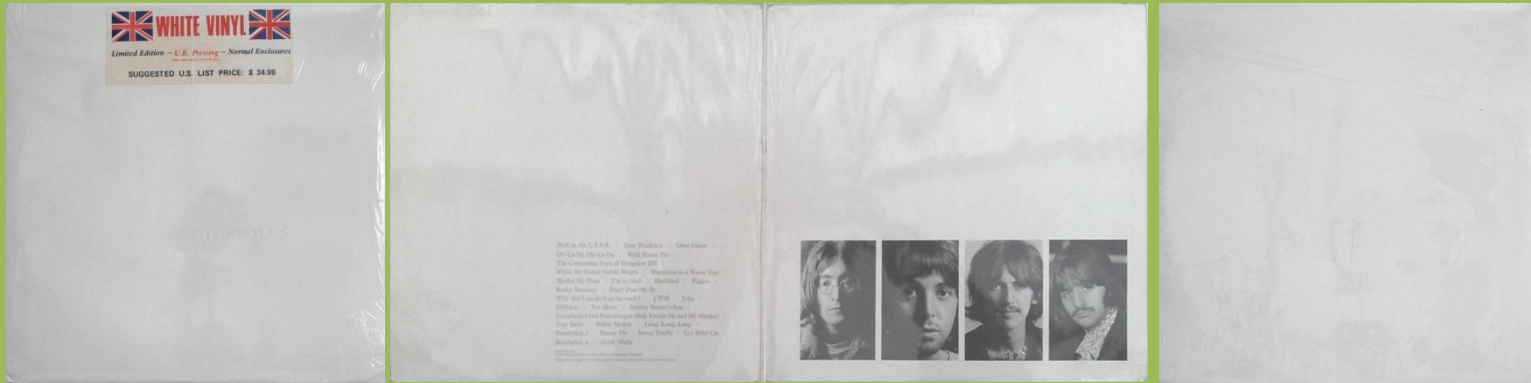 WHITE VINYL
Limited Edition – U.K. Pressing – Normal Enclosures
SUGGESTED U.S. LIST PRICE: $ 34.98
BEATLES
Back in the U.S.S.R. / Dear Prudence / Glass Onion /
Ob-La-Di, Ob-La-Da / Wild Honey Pie /
The Continuing Story of Bungalow Bill /
While My Guitar Gently Weeps / Happiness is a Warm Gun
Martha My Dear / I'm so tired / Blackbird / Piggies /
Rocky Raccoon / Don't Pass Me By /
Why don't we do it in the road? / I Will / Julia /
Birthday / Yer Blues / Mother Nature's Son /
Everybody's Got Something to Hide Except Me and My Monkey
Sexy Sadie / Helter Skelter / Long, Long, Long /
Revolution 1 / Honey Pie / Savoy Truffle / Cry Baby Cry
Revolution 9 / Good Night